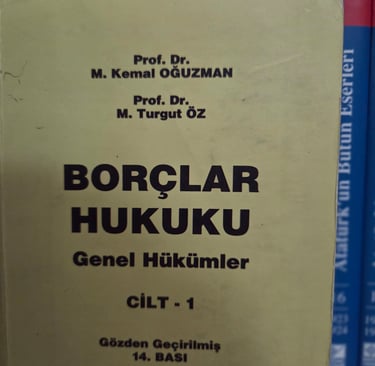 Prof. Dr.
M. Kemal OĞUZMAN
Prof. Dr.
M. Turgut ÖZ
BORÇLAR
HUKUKU
Genel Hükümler
CİLT - 1
Gözden Geçirilmiş
14. BASI
Atatürk'ün Bütün Eserleri